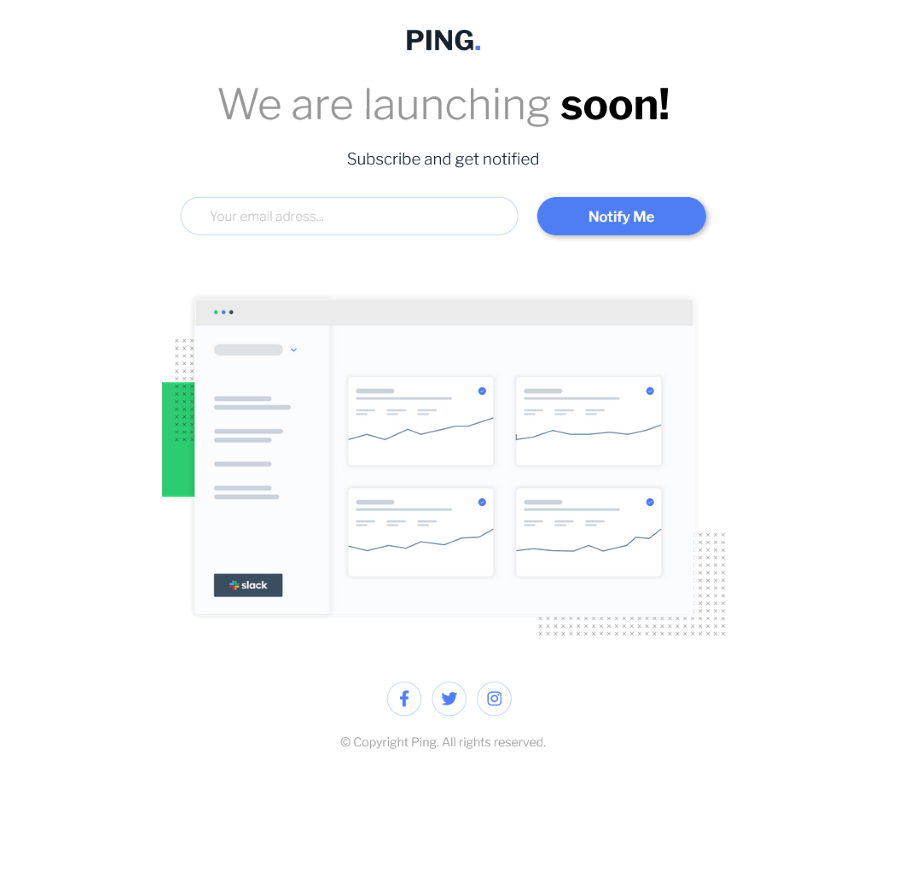 PING.
We are launching soon!
Subscribe and get notified
Your email adress...
Notify Me
slack
© Copyright Ping. All rights reserved.